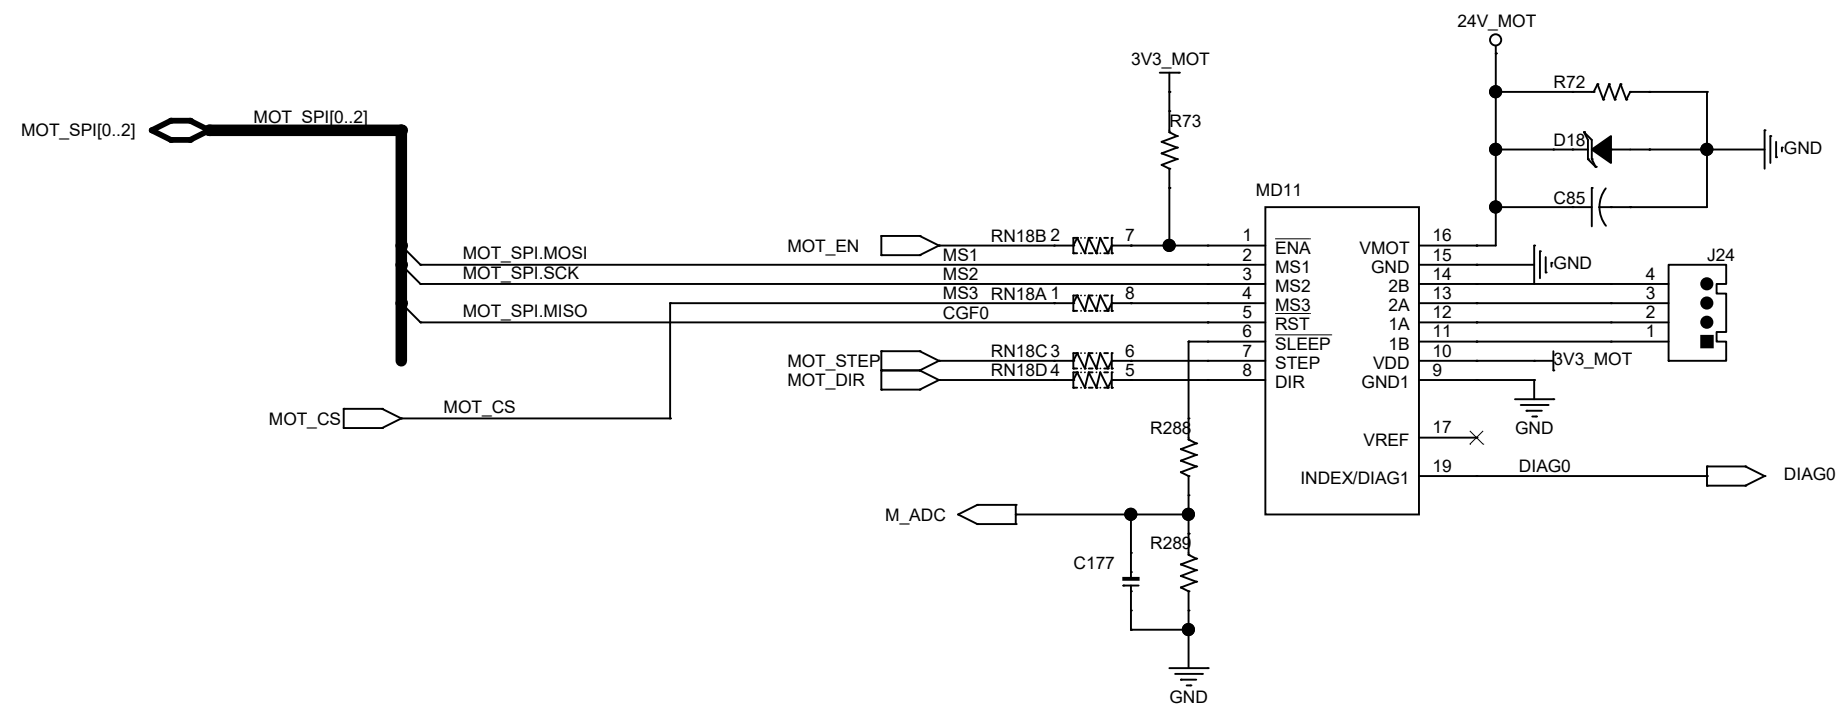 24V_MOT
3V3_MOT
R72
R73
MOT_SPI[0..2]
MOT_SPI[0..2]
D18
GND
MD11
C85
MOT_EN
RN18B 2
7
1
ENA
VMOT
16
MOT_SPI.MOSI
MS1
2
MS1
GND
15
GND
J24
MOT_SPI.SCK
MS2
3
MS2
2B
14
4
MS3
RN18A 1
8
4
MS3
2A
13
3
MOT_SPI.MISO
CGF0
5
RST
1A
12
2
6
SLEEP
1B
11
1
MOT_STEP
RN18C 3
6
7
STEP
VDD
10
3V3_MOT
MOT_DIR
RN18D 4
5
8
DIR
GND1
9
MOT_CS
MOT_CS
GND
R288
VREF
17
INDEX/DIAG1
19
DIAG0
DIAG0
M_ADC
R289
C177
GND